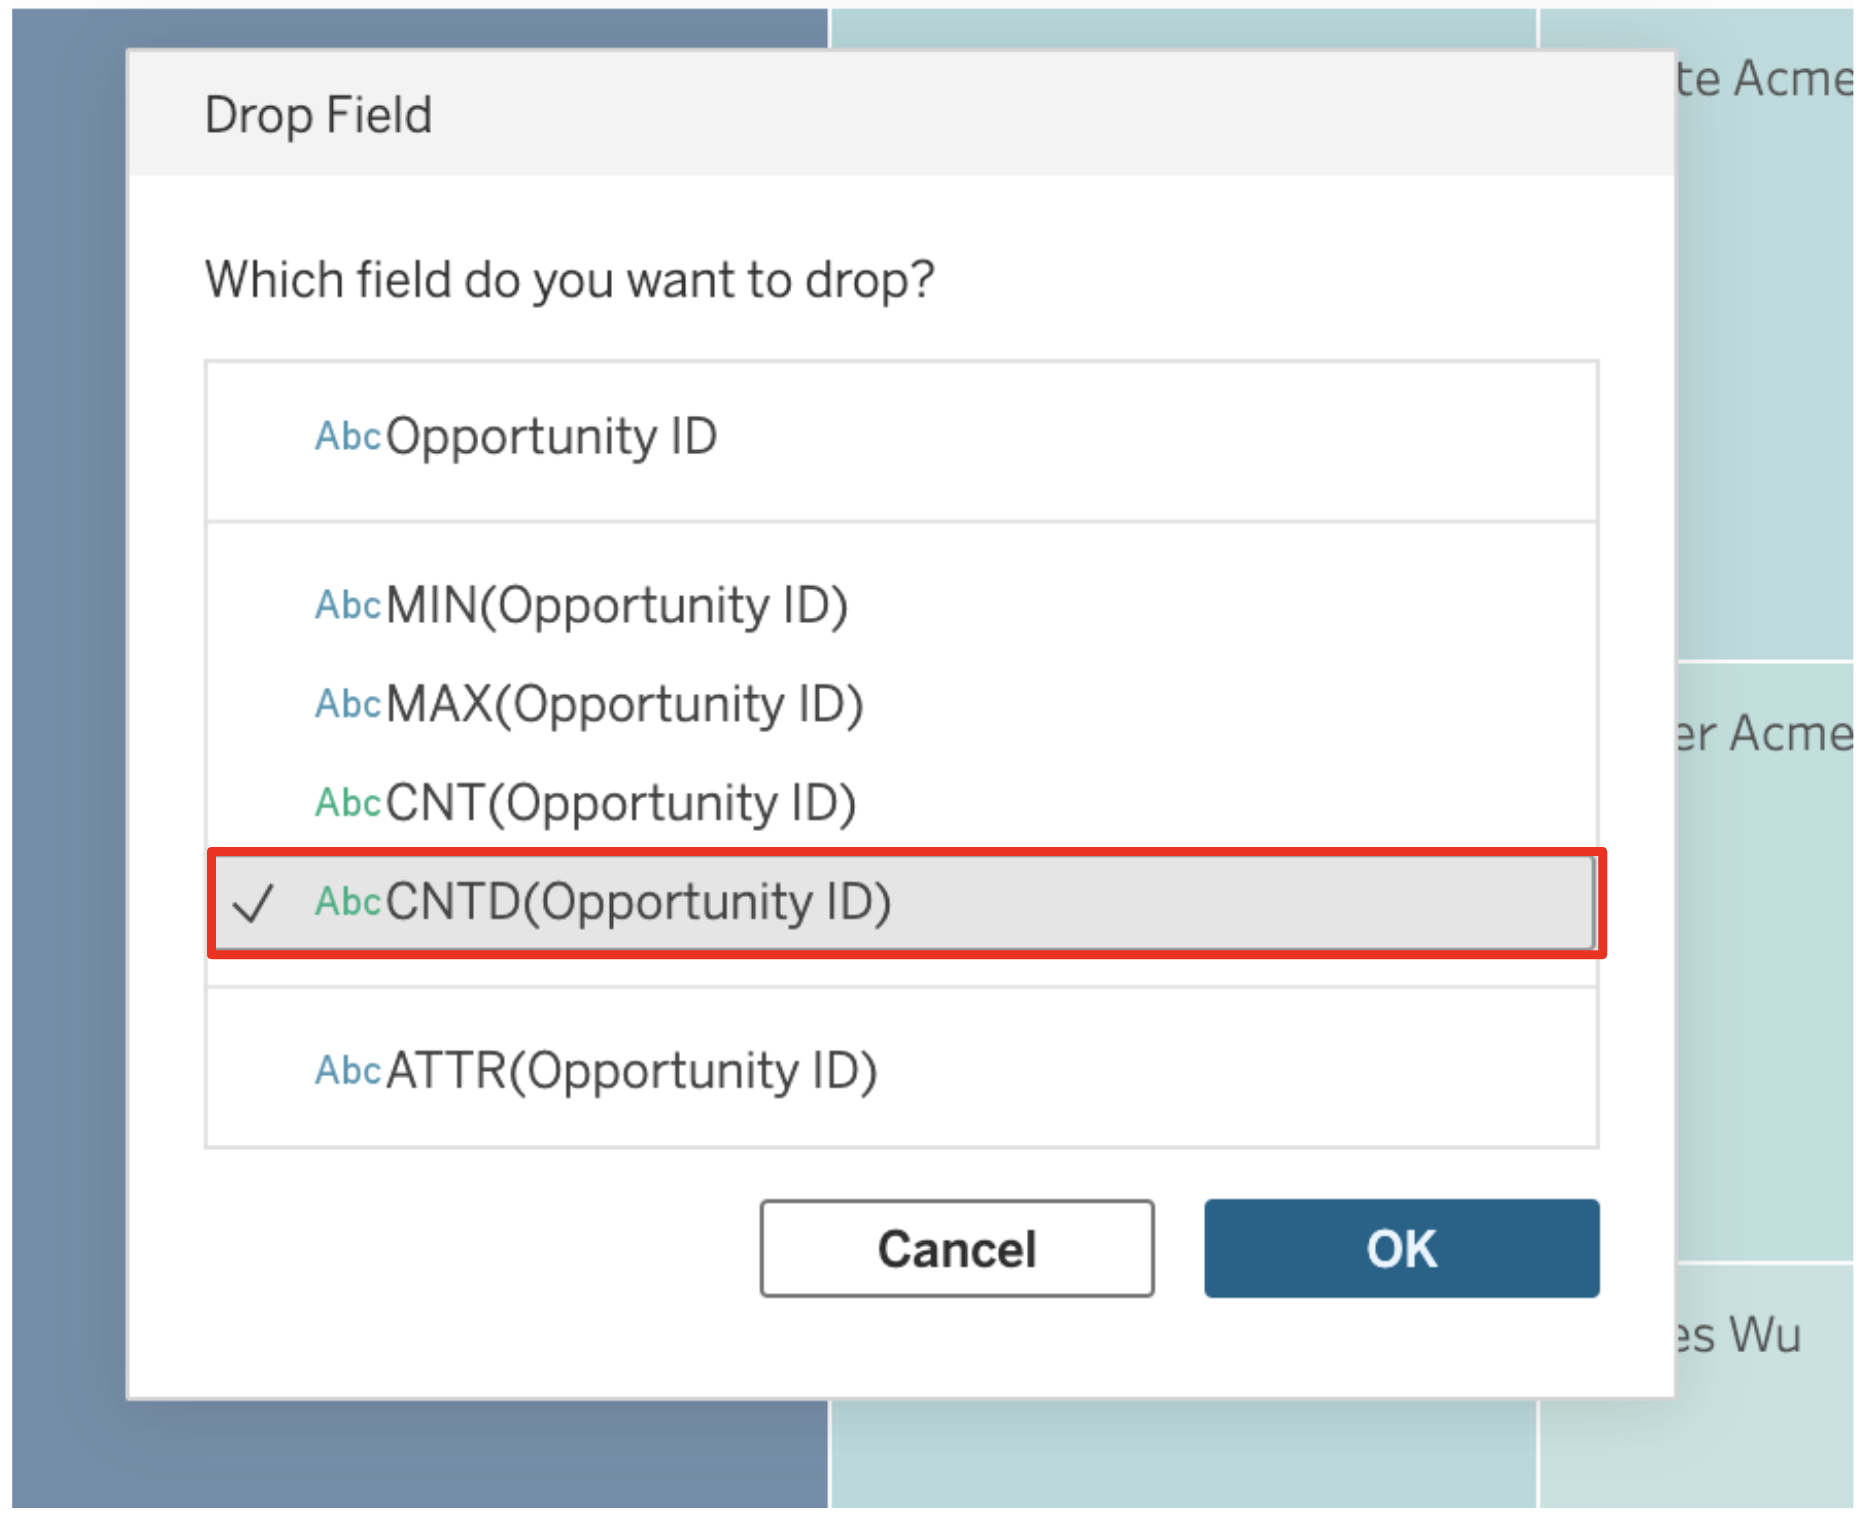 te Acme
Drop Field
Which field do you want to drop?
Abc Opportunity ID
Abc MIN(Opportunity ID)
Abc MAX(Opportunity ID)
er Acme
Abc CNT(Opportunity ID)
Abc CNTD(Opportunity ID)
Abc ATTR(Opportunity ID)
Cancel OK
es Wu